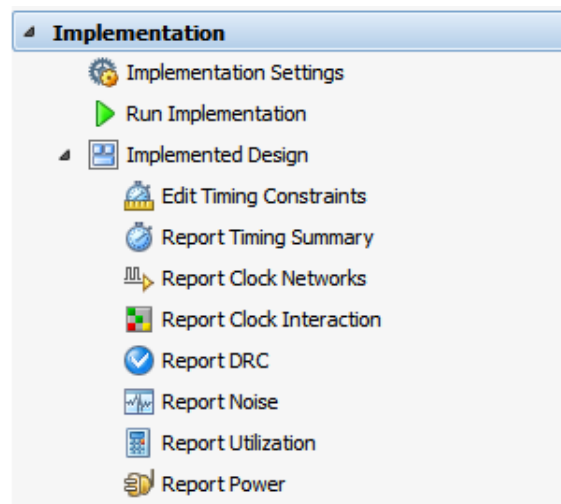 Implementation
Implementation Settings
Run Implementation
Implemented Design
Edit Timing Constraints
Report Timing Summary
Report Clock Networks
Report Clock Interaction
Report DRC
Report Noise
Report Utilization
Report Power